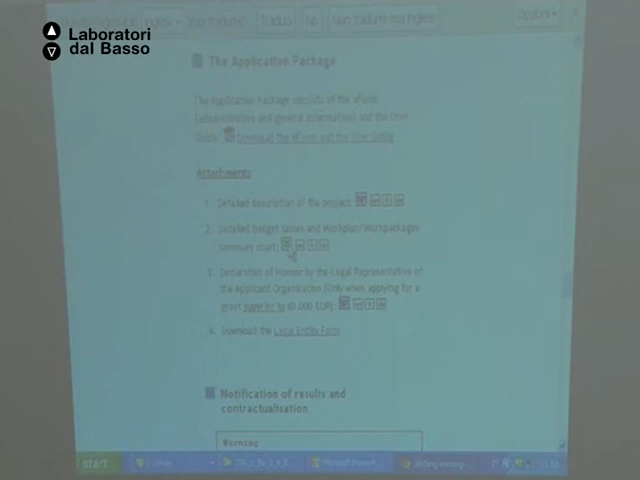 Laboratori
dal Basso
The Application Package
The Application Package consists of the eForm
(administrative and general information) and the User
Guide. Download the eForm and the User Guide
Attachments
1. Detailed description of the project:
2. Detailed budget tables and Workplan/Workpackages
summary chart:
3. Declaration of Honour by the Legal Representative of
the Applicant Organisation (Only when applying for a
grant superior to 60.000 EUR):
4. Download the Legal Entity Form
Notification of results and
contractualisation
Warning
start